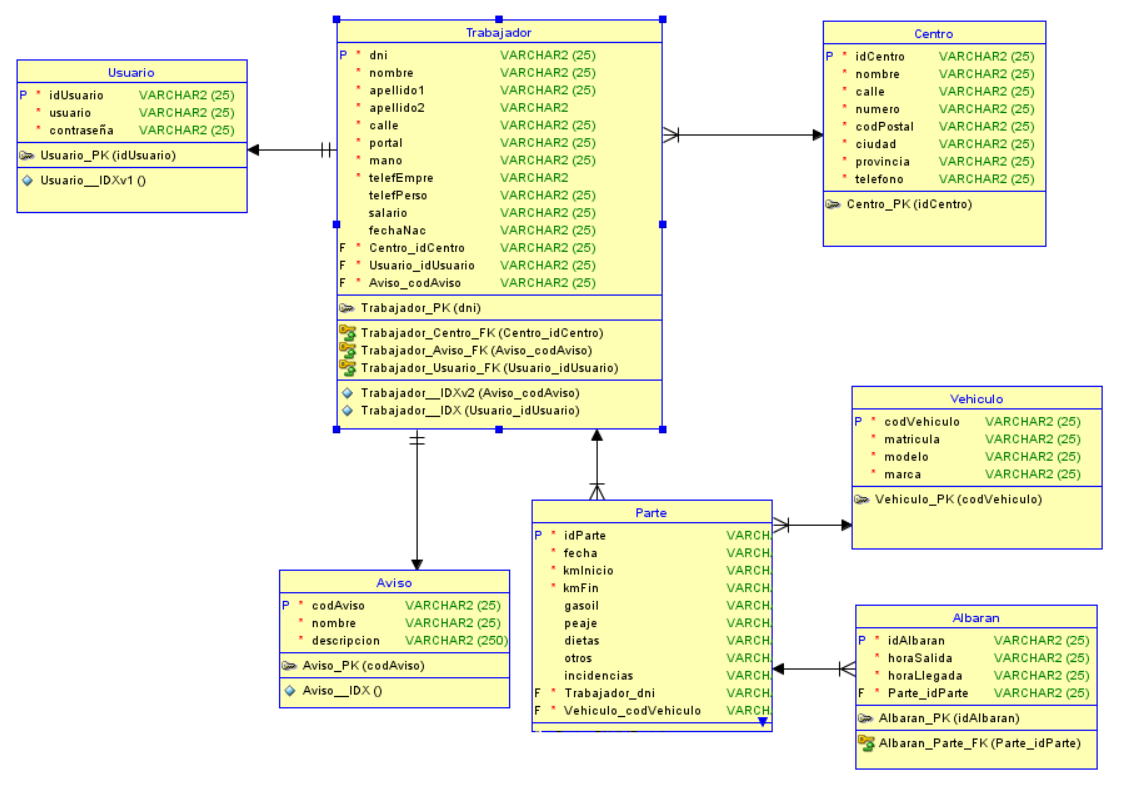 Usuario
P * idUsuario VARCHAR2 (25)
* usuario VARCHAR2 (25)
* contraseña VARCHAR2 (25)
Usuario_PK (idUsuario)
Usuario__IDXv1 ()
Trabajador
P * dni VARCHAR2 (25)
* nombre VARCHAR2 (25)
* apellido1 VARCHAR2 (25)
* apellido2 VARCHAR2
* calle VARCHAR2 (25)
* portal VARCHAR2 (25)
* mano VARCHAR2 (25)
* telefEmpre VARCHAR2
telefPerso VARCHAR2 (25)
salario VARCHAR2 (25)
fechaNac VARCHAR2 (25)
F * Centro_idCentro VARCHAR2 (25)
F * Usuario_idUsuario VARCHAR2 (25)
F * Aviso_codAviso VARCHAR2 (25)
Trabajador_PK (dni)
Trabajador_Centro_FK (Centro_idCentro)
Trabajador_Aviso_FK (Aviso_codAviso)
Trabajador_Usuario_FK (Usuario_idUsuario)
Trabajador__IDXv2 (Aviso_codAviso)
Trabajador__IDX (Usuario_idUsuario)
Centro
P * idCentro VARCHAR2 (25)
* nombre VARCHAR2 (25)
* calle VARCHAR2 (25)
* numero VARCHAR2 (25)
* codPostal VARCHAR2 (25)
* ciudad VARCHAR2 (25)
* provincia VARCHAR2 (25)
* telefono VARCHAR2 (25)
Centro_PK (idCentro)
Vehiculo
P * codVehiculo VARCHAR2 (25)
* matricula VARCHAR2 (25)
* modelo VARCHAR2 (25)
* marca VARCHAR2 (25)
Vehiculo_PK (codVehiculo)
Aviso
P * codAviso VARCHAR2 (25)
* nombre VARCHAR2 (25)
* descripcion VARCHAR2 (250)
Aviso_PK (codAviso)
Aviso__IDX ()
Parte
P * idParte VARCH
* fecha VARCH
* kmInicio VARCH
* kmFin VARCH
gasoil VARCH
peaje VARCH
dietas VARCH
otros VARCH
incidencias VARCH
F * Trabajador_dni VARCH
F * Vehiculo_codVehiculo VARCH
Albaran
P * idAlbaran VARCHAR2 (25)
* horaSalida VARCHAR2 (25)
* horaLlegada VARCHAR2 (25)
F * Parte_idParte VARCHAR2 (25)
Albaran_PK (idAlbaran)
Albaran_Parte_FK (Parte_idParte)